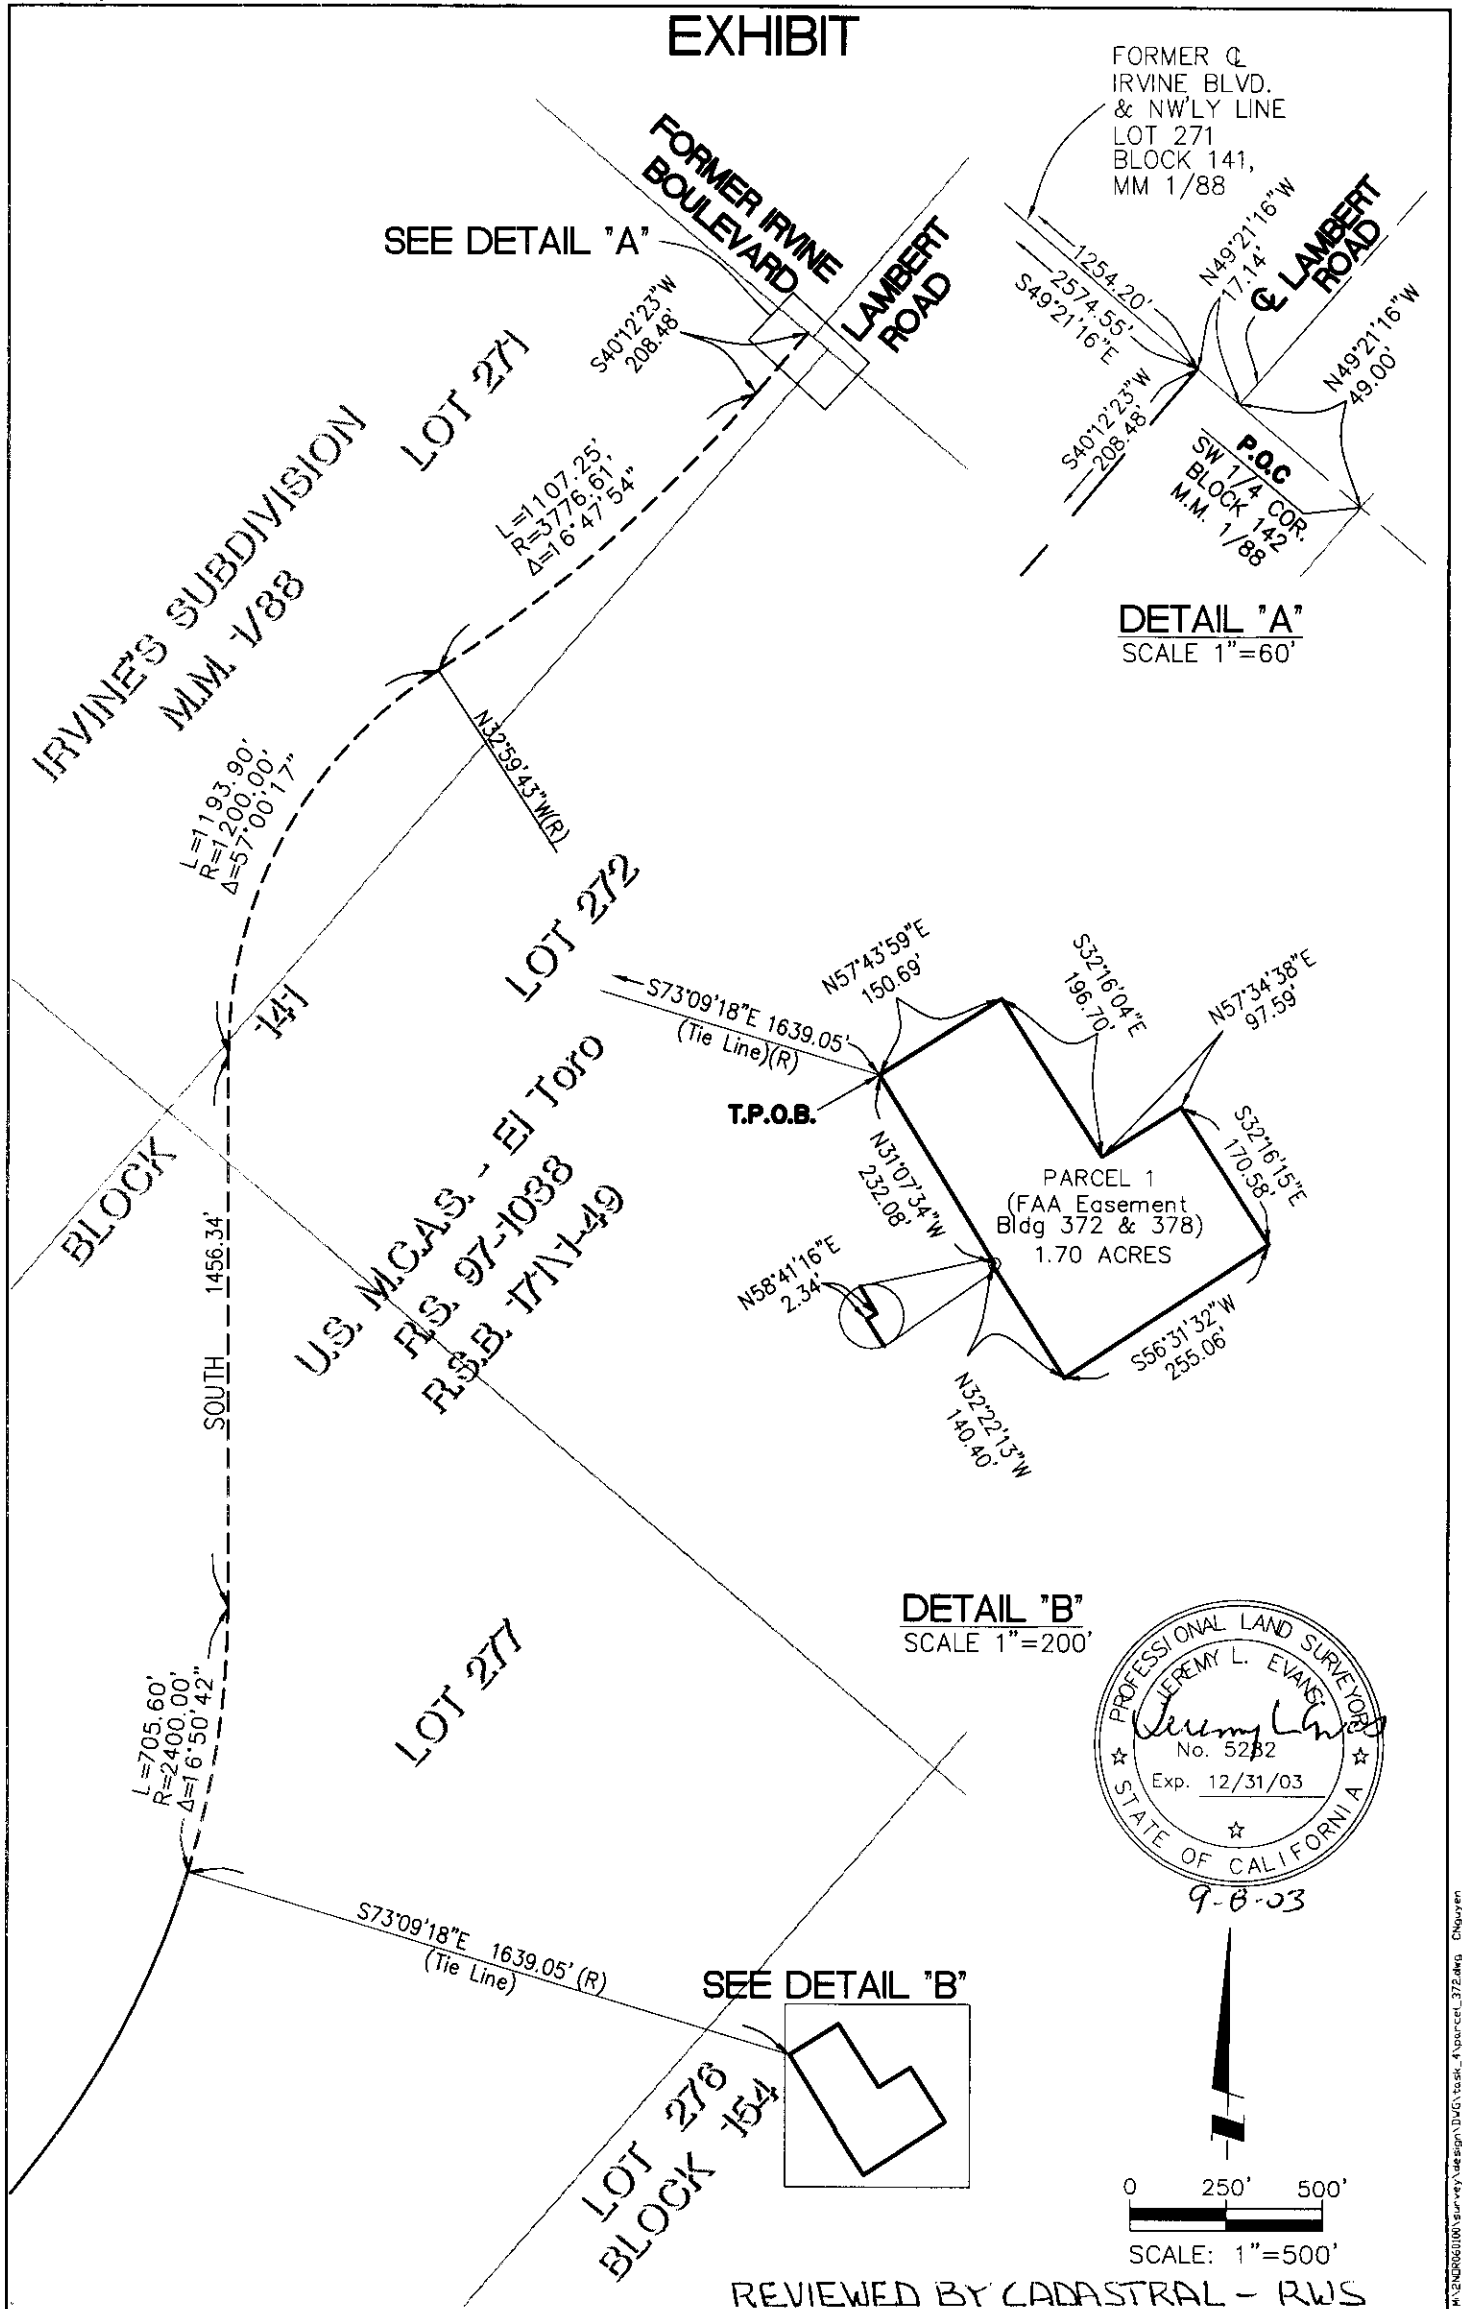 EXHIBIT
FORMER ℄
IRVINE BLVD.
& NW'LY LINE
LOT 271
BLOCK 141,
MM 1/88
FORMER IRVINE
BOULEVARD
LAMBERT
ROAD
SEE DETAIL "A"
S40°12'23"W
208.48'
1254.20'
2574.55'
S49°21'16"E
N49°21'16"W
17.14'
℄ LAMBERT
ROAD
N49°21'16"W
49.00'
S40°12'23"W
208.48'
P.O.C
SW 1/4 COR.
BLOCK 142
M.M. 1/88
DETAIL "A"
SCALE 1"=60'
LOT 271
IRVINE'S SUBDIVISION
M.M. 1/88
L=1107.25'
R=3776.61'
Δ=16°47'54"
N32°59'43"W(R)
L=1193.90'
R=1200.00'
Δ=57°00'17"
LOT 272
BLOCK 141
U.S. M.C.A.S. - El Toro
R.S. 97-1038
R.S.B. 171\1-49
SOUTH 1456.34'
S73°09'18"E 1639.05'
(Tie Line)(R)
T.P.O.B.
N57°43'59"E
150.69'
S32°16'04"E
196.70'
N57°34'38"E
97.59'
S32°16'15"E
170.58'
N31°07'34"W
232.08'
PARCEL 1
(FAA Easement
Bldg 372 & 378)
1.70 ACRES
N58°41'16"E
2.34'
S56°31'32"W
255.06'
N32°22'13"W
140.40'
DETAIL "B"
SCALE 1"=200'
LOT 277
L=705.60'
R=2400.00'
Δ=16°50'42"
S73°09'18"E 1639.05' (R)
(Tie Line)
SEE DETAIL "B"
LOT 276
BLOCK 154
PROFESSIONAL LAND SURVEYOR
JEREMY L. EVANS
Jeremy L Evans
No. 5282
Exp. 12/31/03
STATE OF CALIFORNIA
9-8-03
0 250' 500'
SCALE: 1"=500'
REVIEWED BY CADASTRAL - RWS
M:\2NDR060100\survey\design\DWG\task_4\parcel_372.dwg CNguyen